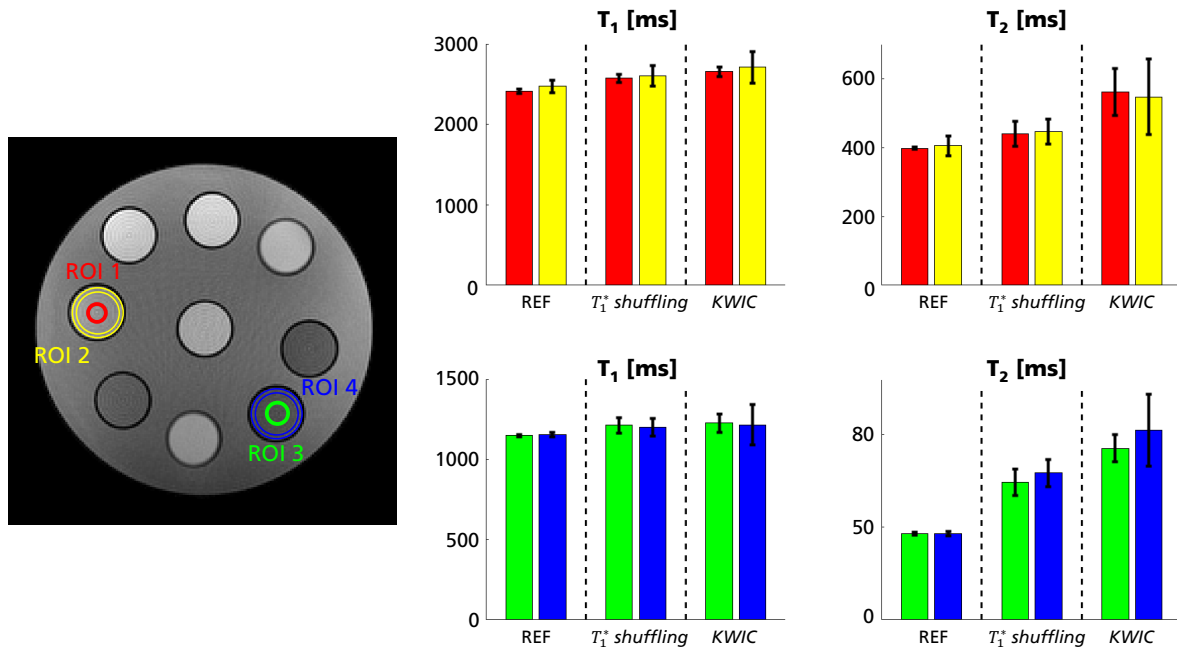 ROI 1
ROI 2
ROI 4
ROI 3
T₁ [ms]
3000
2000
1000
0
REF
T₁* shuffling
KWIC
T₂ [ms]
600
400
200
0
REF
T₁* shuffling
KWIC
T₁ [ms]
1500
1000
500
0
REF
T₁* shuffling
KWIC
T₂ [ms]
80
50
0
REF
T₁* shuffling
KWIC